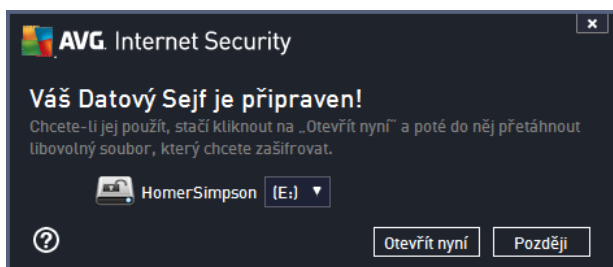 AVG. Internet Security
Váš Datový Sejf je připraven!
Chcete-li jej použít, stačí kliknout na „Otevřít nyní“ a poté do něj přetáhnout
libovolný soubor, který chcete zašifrovat.
HomerSimpson (E:)
Otevřít nyní Později